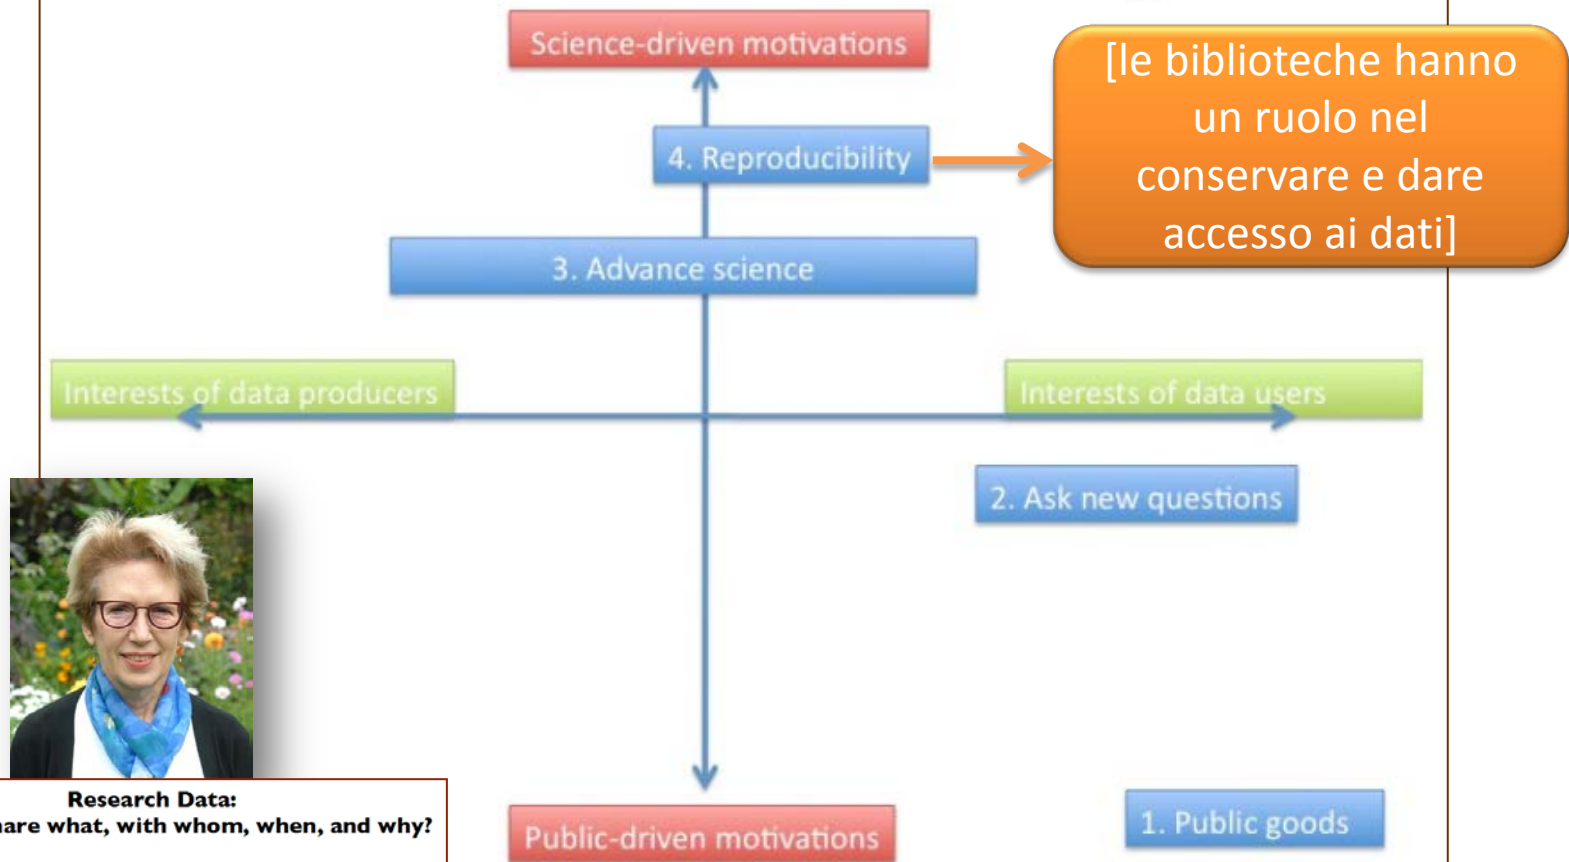 Science-driven motivations
[le biblioteche hanno
un ruolo nel
conservare e dare
accesso ai dati]
4. Reproducibility
3. Advance science
Interests of data producers
Interests of data users
2. Ask new questions
Research Data:
what, with whom, when, and why?
1. Public goods
Public-driven motivations